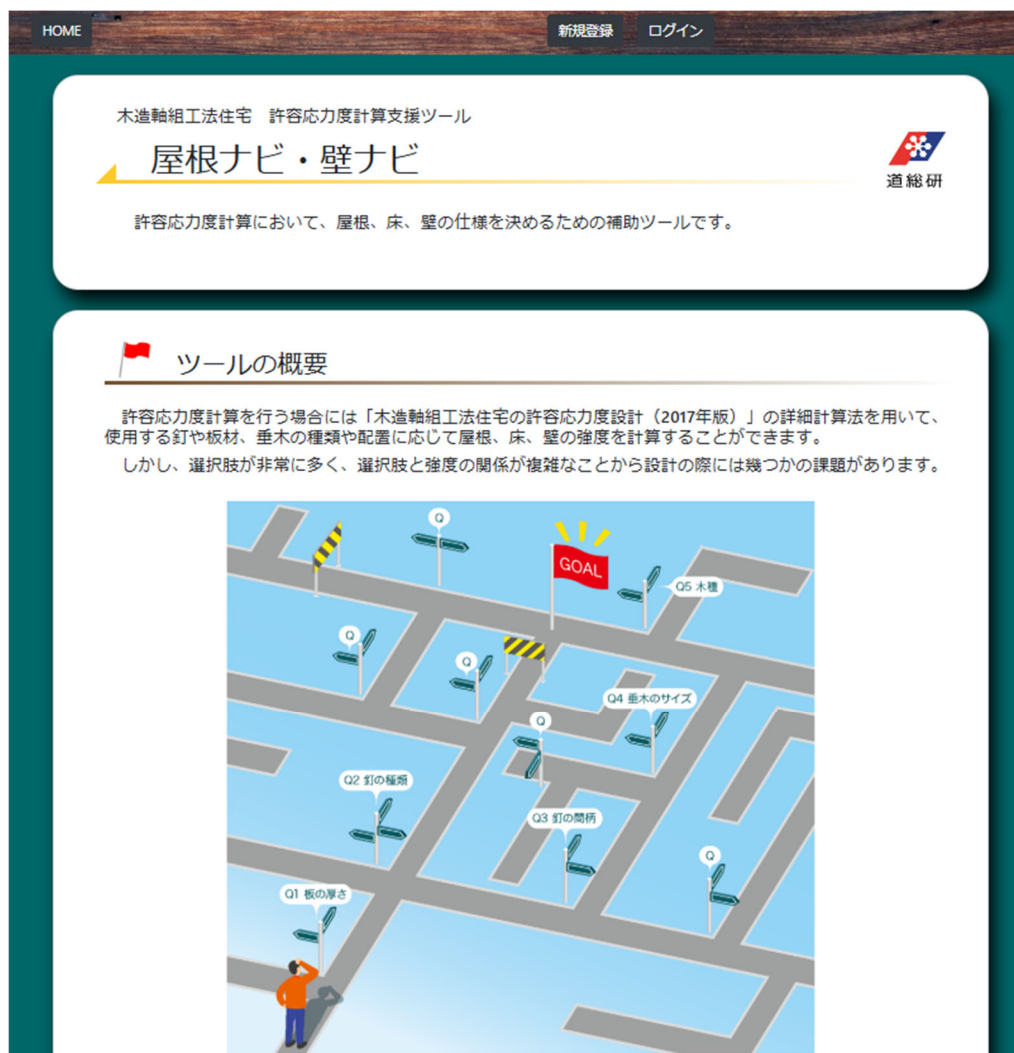 HOME
新規登録
ログイン
木造軸組工法住宅　許容応力度計算支援ツール
屋根ナビ・壁ナビ
道総研
許容応力度計算において、屋根、床、壁の仕様を決めるための補助ツールです。
ツールの概要
許容応力度計算を行う場合には「木造軸組工法住宅の許容応力度設計（2017年版）」の詳細計算法を用いて、
使用する釘や板材、垂木の種類や配置に応じて屋根、床、壁の強度を計算することができます。
しかし、選択肢が非常に多く、選択肢と強度の関係が複雑なことから設計の際には幾つかの課題があります。
Q
GOAL
Q5 木種
Q
Q
Q4 垂木のサイズ
Q
Q2 釘の種類
Q3 釘の間柄
Q
Q1 板の厚さ